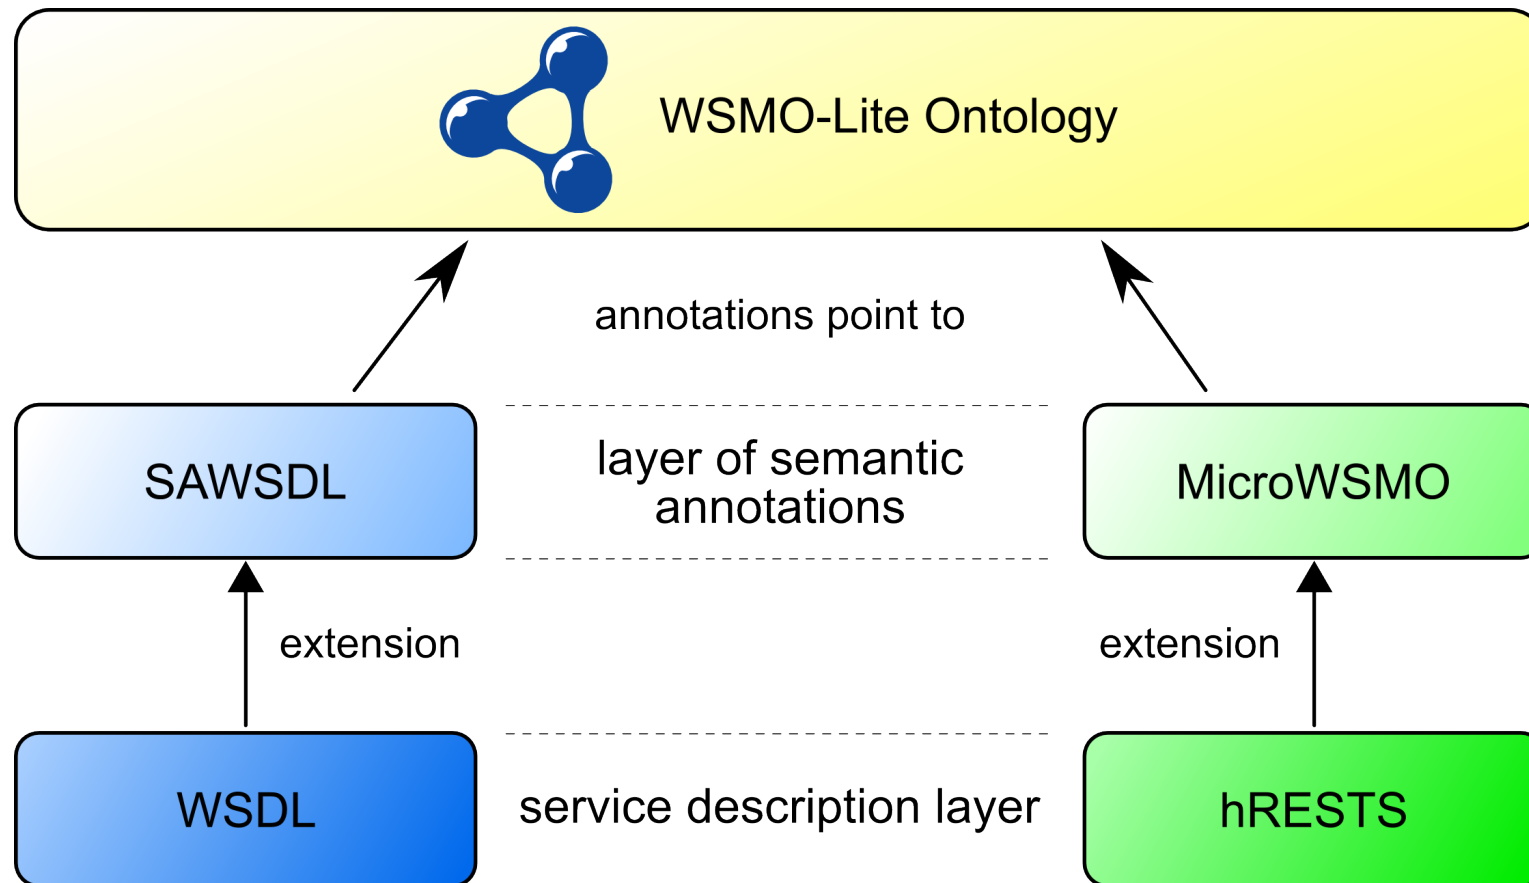 WSMO-Lite Ontology
annotations point to
SAWSDL
layer of semantic
annotations
MicroWSMO
extension
extension
WSDL
service description layer
hRESTS